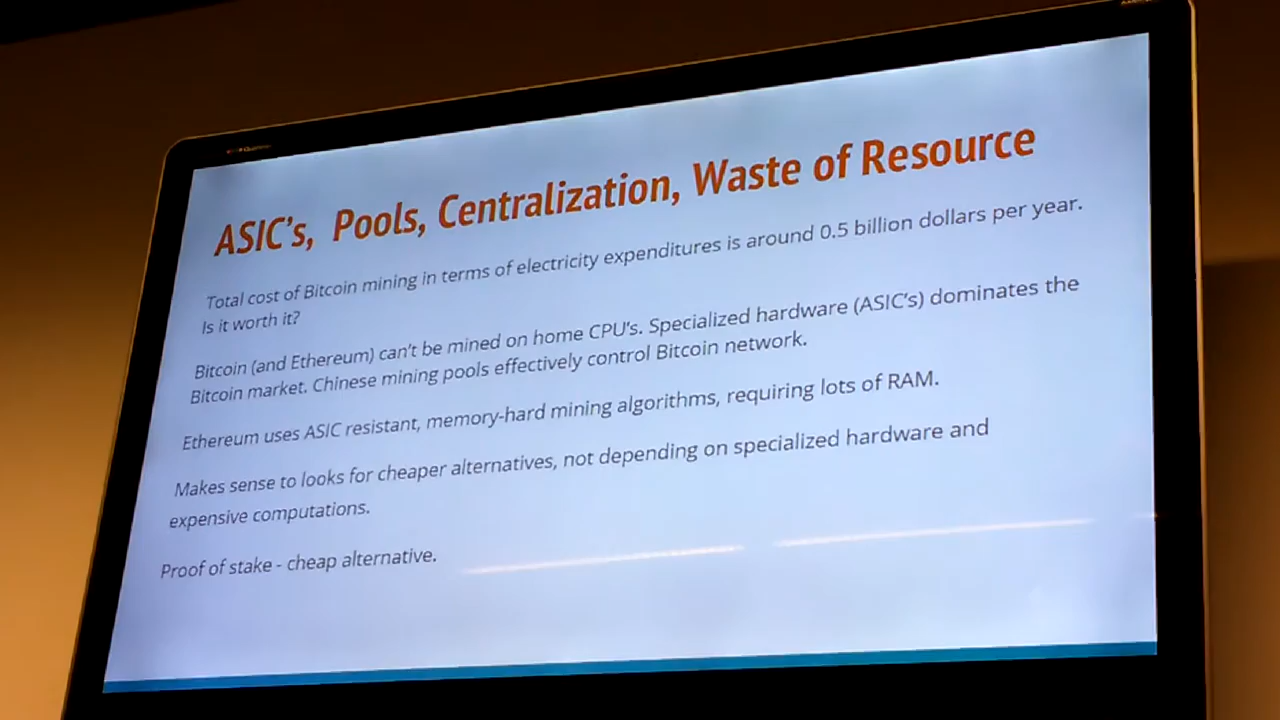 ASIC's, Pools, Centralization, Waste of Resource
Total cost of Bitcoin mining in terms of electricity expenditures is around 0.5 billion dollars per year.
Is it worth it?
Bitcoin (and Ethereum) can't be mined on home CPU's. Specialized hardware (ASIC's) dominates the
Bitcoin market. Chinese mining pools effectively control Bitcoin network.
Ethereum uses ASIC resistant, memory-hard mining algorithms, requiring lots of RAM.
Makes sense to looks for cheaper alternatives, not depending on specialized hardware and
expensive computations.
Proof of stake - cheap alternative.